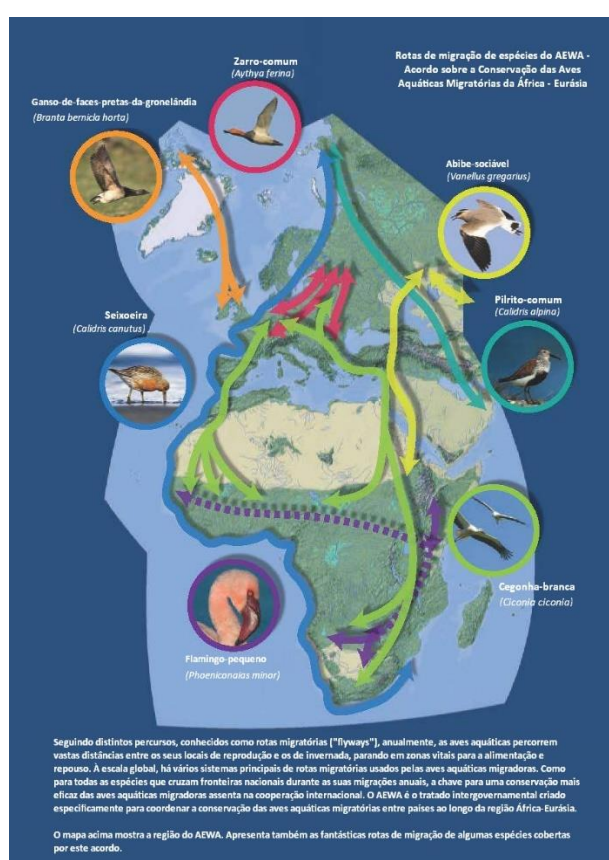 Rotas de migração de espécies do AEWA -
Acordo sobre a Conservação das Aves
Aquáticas Migratórias da África - Eurásia
Zarro-comum
(Aythya ferina)
Ganso-de-faces-pretas-da-gronelândia
(Branta bernicla horta)
Abibe-sociável
(Vanellus gregarius)
Pilrito-comum
(Calidris alpina)
Seixoeira
(Calidris canutus)
Cegonha-branca
(Ciconia ciconia)
Flamingo-pequeno
(Phoeniconaias minor)
Seguindo distintos percursos, conhecidos como rotas migratórias ["flyways"], anualmente, as aves aquáticas percorrem
vastas distâncias entre os seus locais de reprodução e os de invernada, parando em zonas vitais para a alimentação e
repouso. À escala global, há vários sistemas principais de rotas migratórias usados pelas aves aquáticas migradoras. Como
para todas as espécies que cruzam fronteiras nacionais durante as suas migrações anuais, a chave para uma conservação mais
eficaz das aves aquáticas migradoras assenta na cooperação internacional. O AEWA é o tratado intergovernamental criado
especificamente para coordenar a conservação das aves aquáticas migratórias entre países ao longo da região África-Eurásia.
O mapa acima mostra a região do AEWA. Apresenta também as fantásticas rotas de migração de algumas espécies cobertas
por este acordo.